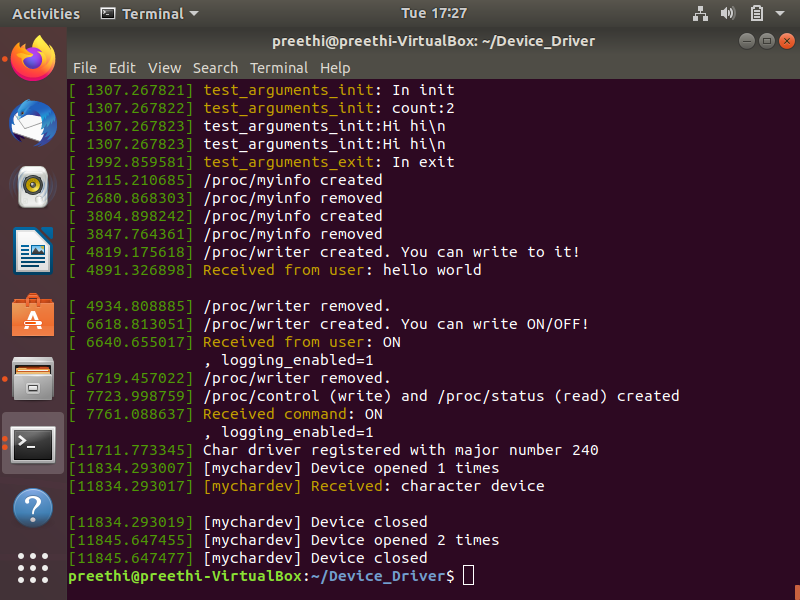 Activities Terminal Tue 17:27
preethi@preethi-VirtualBox: ~/Device_Driver
File Edit View Search Terminal Help
[ 1307.267821] test_arguments_init: In init
[ 1307.267822] test_arguments_init: count:2
[ 1307.267823] test_arguments_init:Hi hi\n
[ 1307.267823] test_arguments_init:Hi hi\n
[ 1992.859581] test_arguments_exit: In exit
[ 2115.210685] /proc/myinfo created
[ 2680.868303] /proc/myinfo removed
[ 3804.898242] /proc/myinfo created
[ 3847.764361] /proc/myinfo removed
[ 4819.175618] /proc/writer created. You can write to it!
[ 4891.326898] Received from user: hello world
[ 4934.808885] /proc/writer removed.
[ 6618.813051] /proc/writer created. You can write ON/OFF!
[ 6640.655017] Received from user: ON
, logging_enabled=1
[ 6719.457022] /proc/writer removed.
[ 7723.998759] /proc/control (write) and /proc/status (read) created
[ 7761.088637] Received command: ON
, logging_enabled=1
[11711.773345] Char driver registered with major number 240
[11834.293007] [mychardev] Device opened 1 times
[11834.293017] [mychardev] Received: character device
[11834.293019] [mychardev] Device closed
[11845.647455] [mychardev] Device opened 2 times
[11845.647477] [mychardev] Device closed
preethi@preethi-VirtualBox:~/Device_Driver$